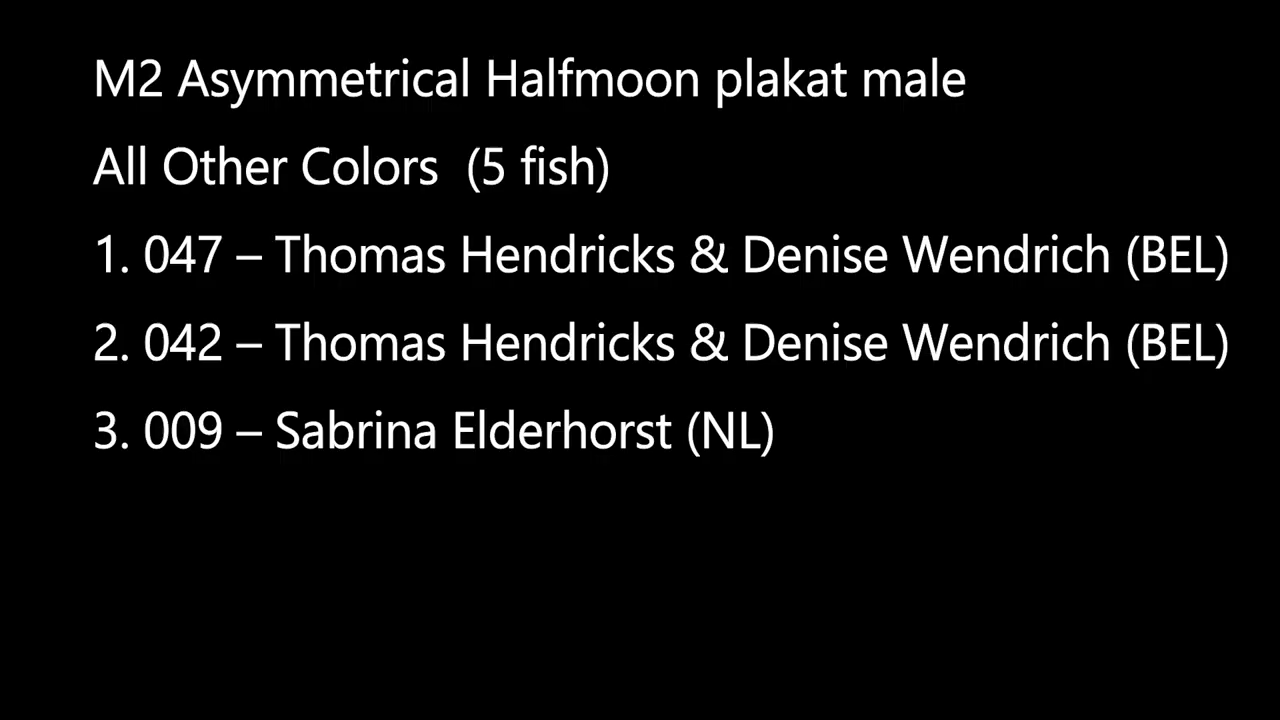 M2 Asymmetrical Halfmoon plakat male
All Other Colors  (5 fish)
1. 047 – Thomas Hendricks & Denise Wendrich (BEL)
2. 042 – Thomas Hendricks & Denise Wendrich (BEL)
3. 009 – Sabrina Elderhorst (NL)